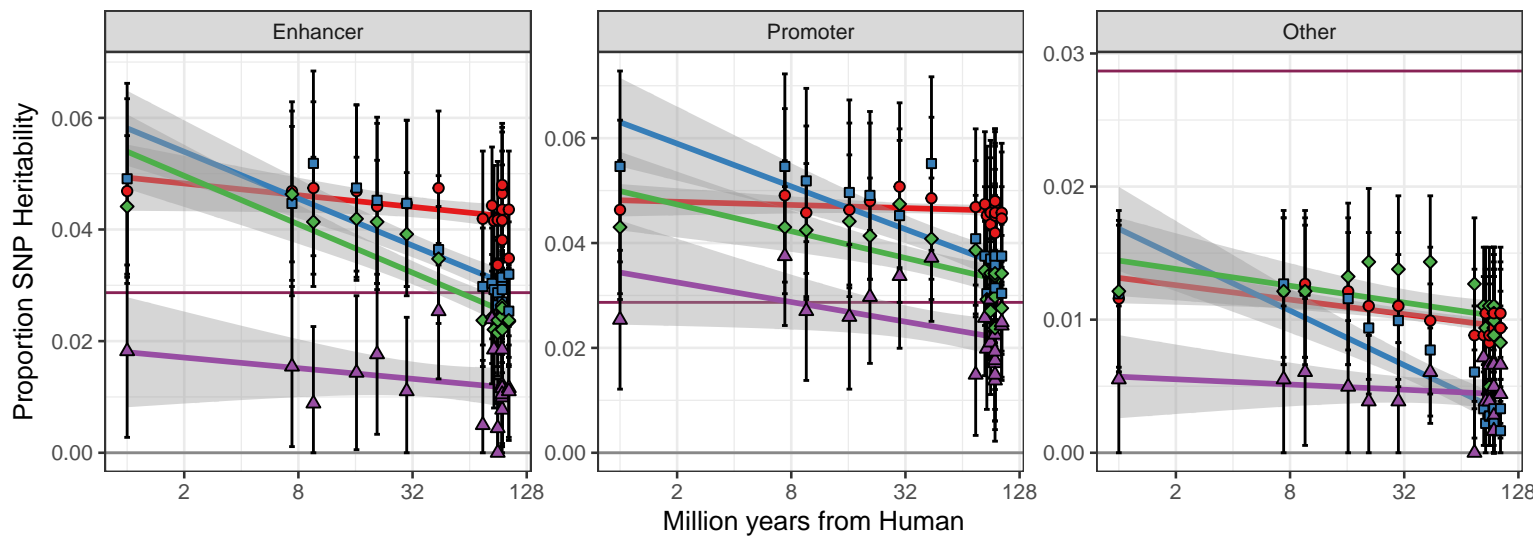 Enhancer
Promoter
Other
Proportion SNP Heritability
0.06
0.04
0.02
0.00
0.06
0.04
0.02
0.00
0.03
0.02
0.01
0.00
2 8 32 128
2 8 32 128
2 8 32 128
Million years from Human